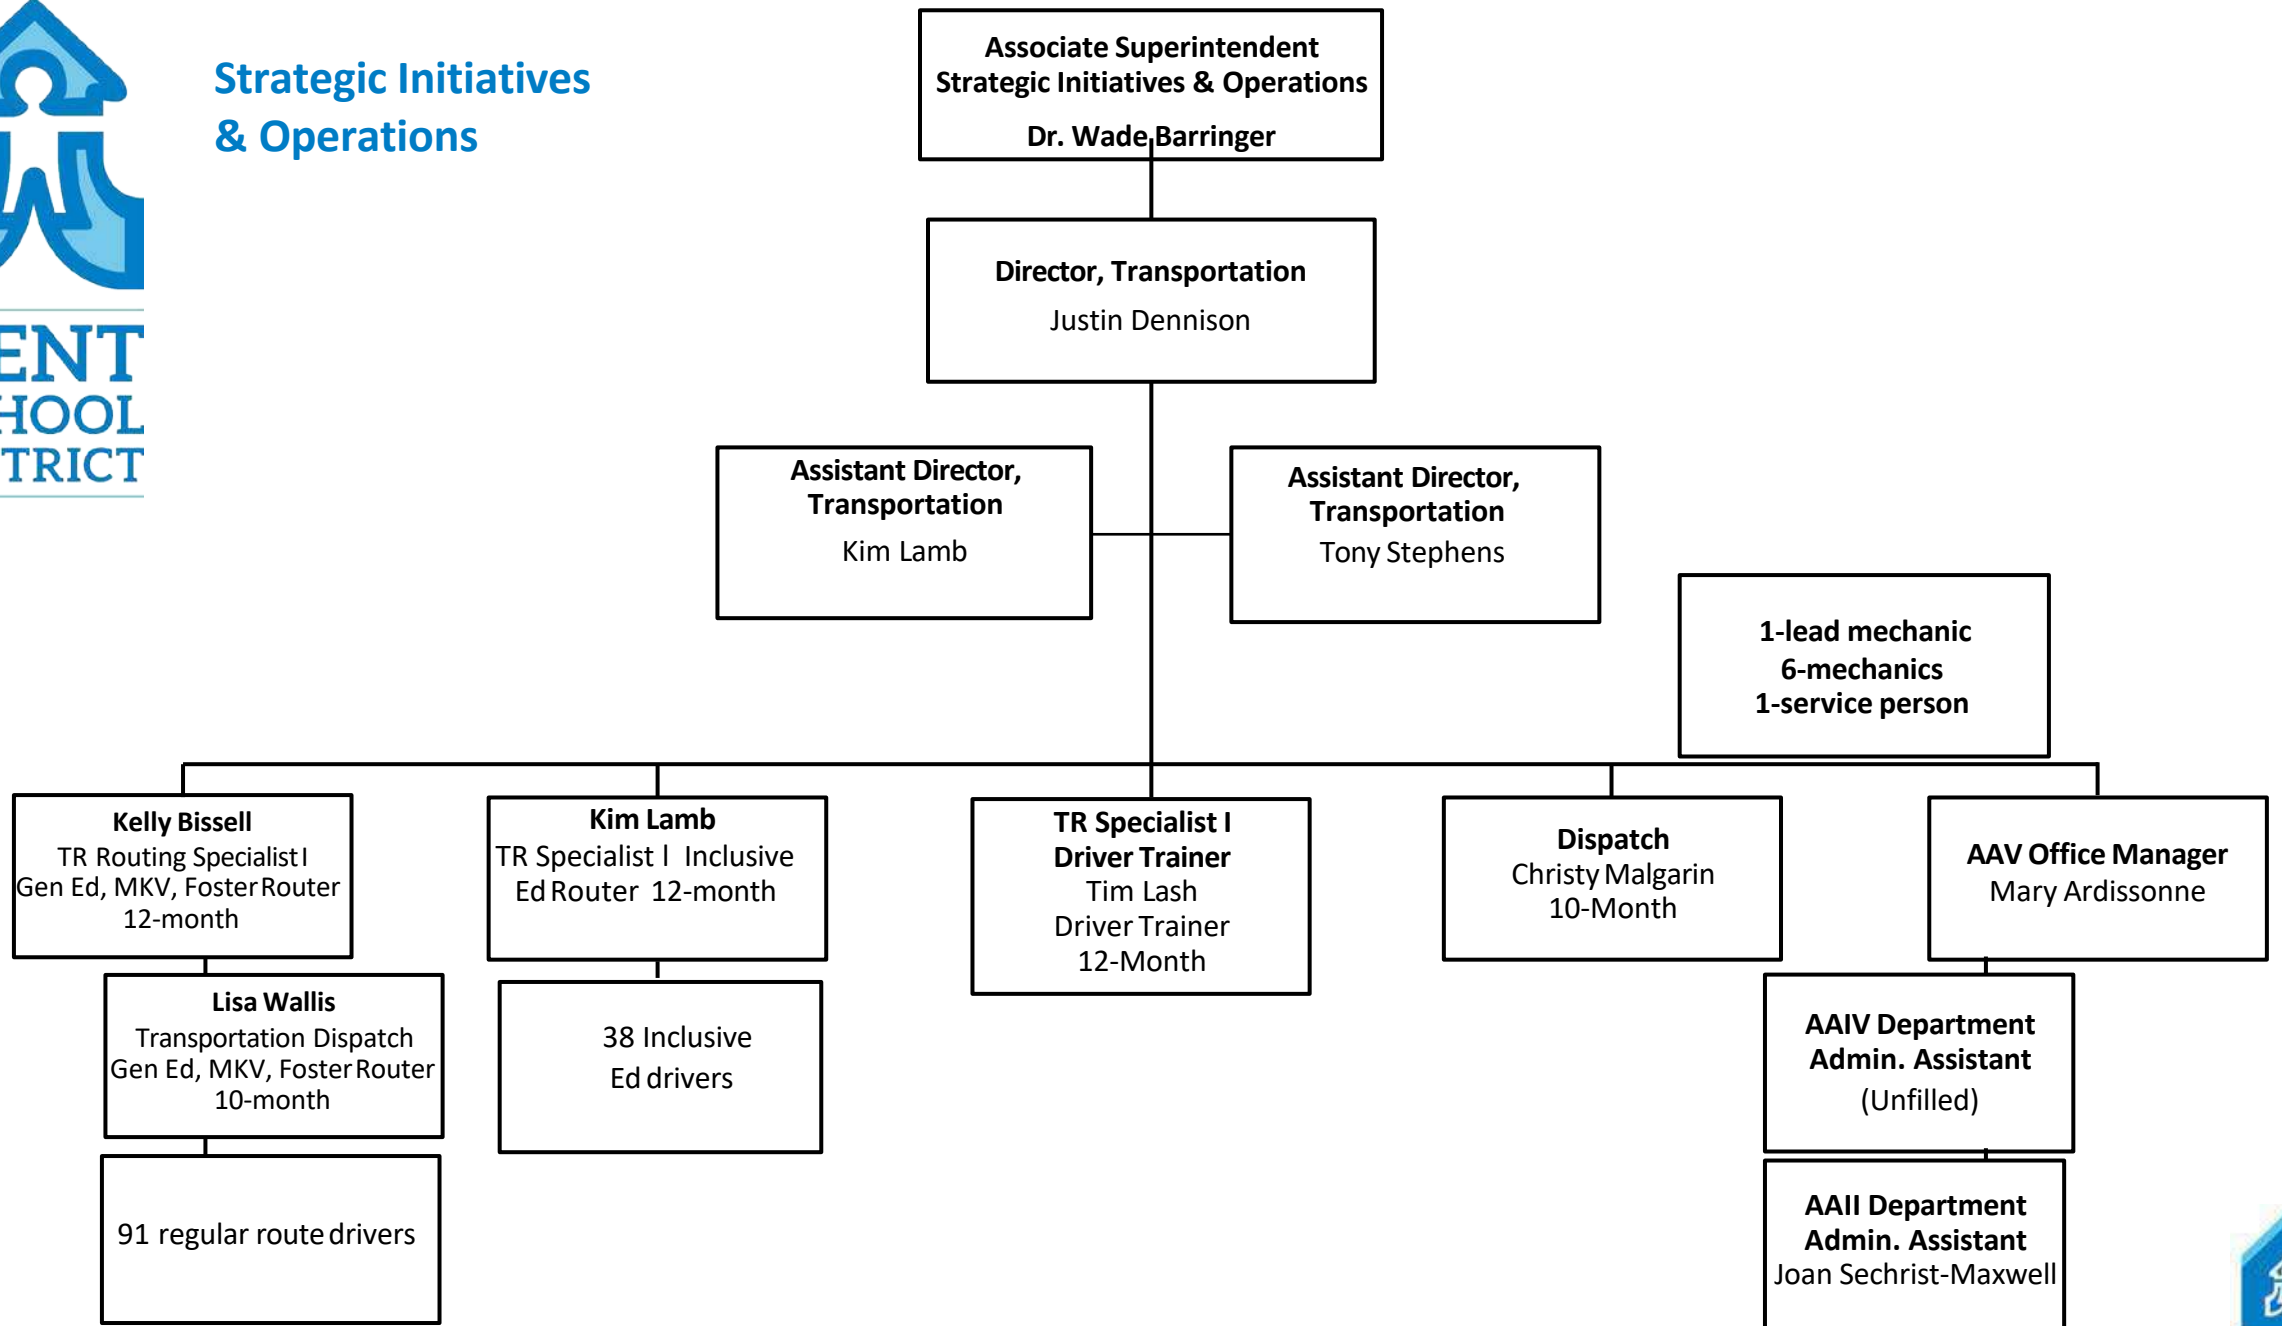 Strategic Initiatives
& Operations
ENT
HOOL
TRICT
Associate Superintendent
Strategic Initiatives & Operations
Dr. Wade Barringer
Director, Transportation
Justin Dennison
Assistant Director,
Transportation
Kim Lamb
Assistant Director,
Transportation
Tony Stephens
1-lead mechanic
6-mechanics
1-service person
Kelly Bissell
TR Routing Specialist I
Gen Ed, MKV, Foster Router
12-month
Kim Lamb
TR Specialist l Inclusive
Ed Router 12-month
TR Specialist I
Driver Trainer
Tim Lash
Driver Trainer
12-Month
Dispatch
Christy Malgarin
10-Month
AAV Office Manager
Mary Ardissonne
Lisa Wallis
Transportation Dispatch
Gen Ed, MKV, Foster Router
10-month
38 Inclusive
Ed drivers
AAIV Department
Admin. Assistant
(Unfilled)
91 regular route drivers
AAII Department
Admin. Assistant
Joan Sechrist-Maxwell